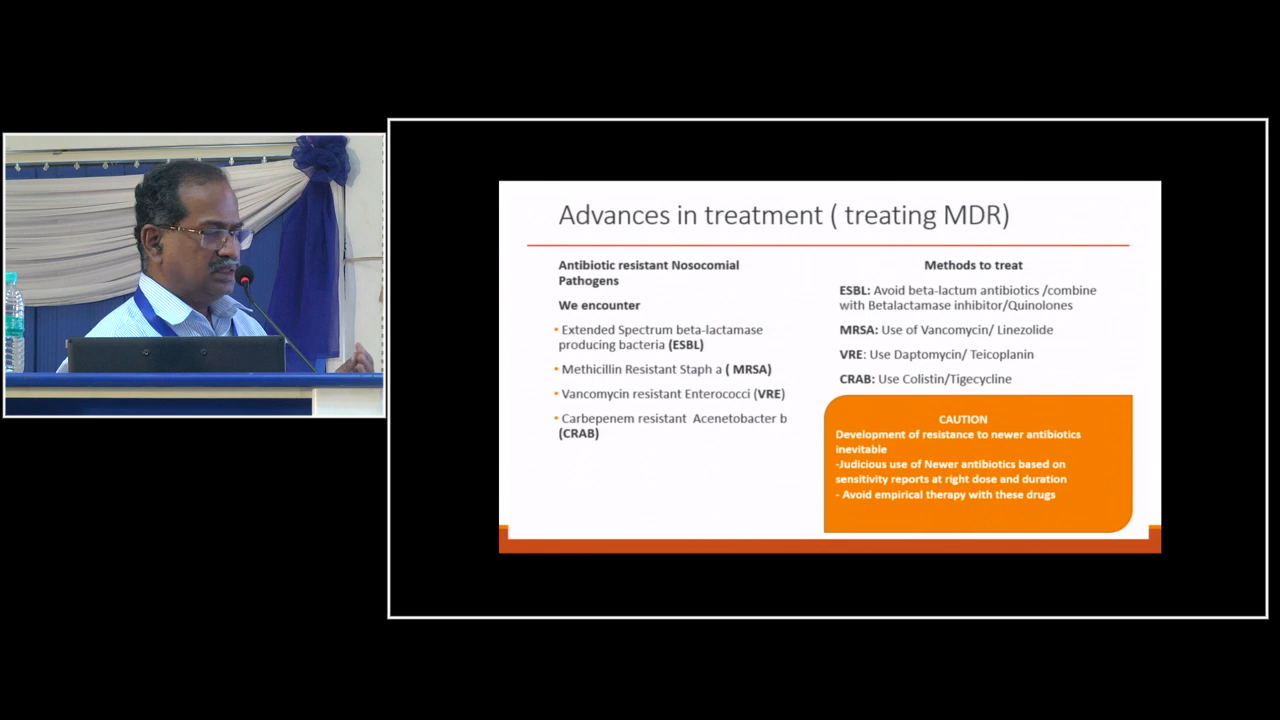 Advances in treatment ( treating MDR)
Antibiotic resistant Nosocomial
Pathogens
We encounter
• Extended Spectrum beta-lactamase
producing bacteria (ESBL)
• Methicillin Resistant Staph a ( MRSA)
• Vancomycin resistant Enterococci (VRE)
• Carbepenem resistant Acenetobacter b
(CRAB)
Methods to treat
ESBL: Avoid beta-lactum antibiotics /combine
with Betalactamase inhibitor/Quinolones
MRSA: Use of Vancomycin/ Linezolide
VRE: Use Daptomycin/ Teicoplanin
CRAB: Use Colistin/Tigecycline
CAUTION
Development of resistance to newer antibiotics
inevitable
-Judicious use of Newer antibiotics based on
sensitivity reports at right dose and duration
- Avoid empirical therapy with these drugs